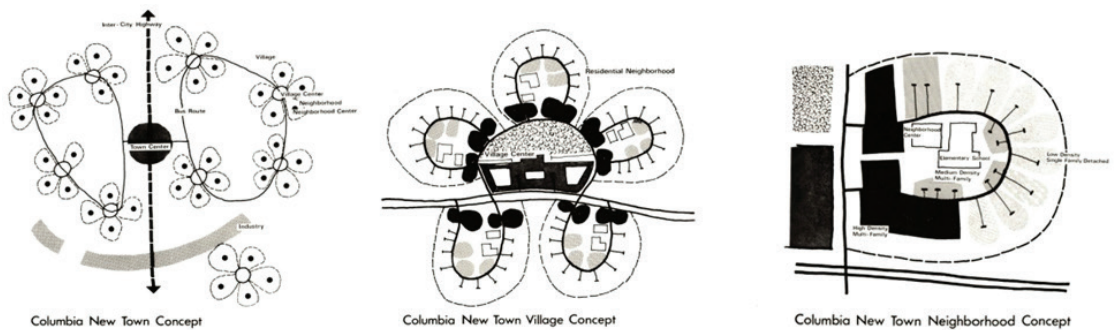 Inter-City Highway
Village
Village Center
Neighborhood
Neighborhood Center
Bus Route
Town Center
Industry
Columbia New Town Concept
Residential Neighborhood
Village Center
Columbia New Town Village Concept
Neighborhood
Center
Elementary School
Medium Density
Multi-Family
Low Density
Single Family Detached
High Density
Multi-Family
Columbia New Town Neighborhood Concept